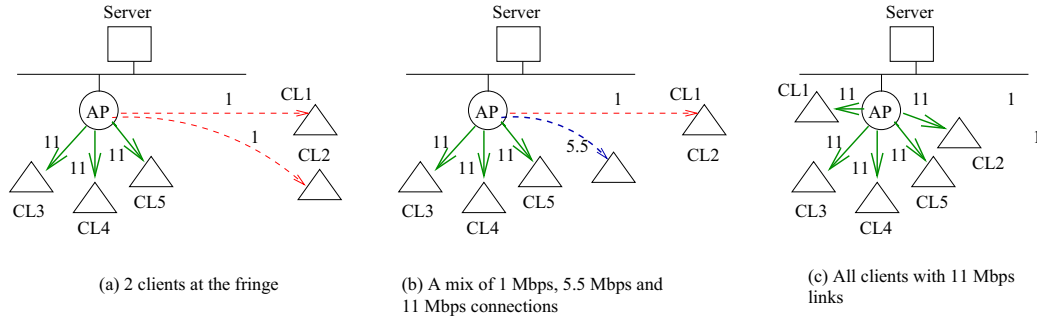 Server
AP
1
CL1
1
CL2
11
11
11
CL3
CL4
CL5
(a) 2 clients at the fringe
Server
AP
1
CL1
5.5
CL2
11
11
11
CL3
CL4
CL5
(b) A mix of 1 Mbps, 5.5 Mbps and
11 Mbps connections
Server
CL1
11
AP
11
1
1
CL2
11
11
11
CL3
CL4
CL5
(c) All clients with 11 Mbps
links